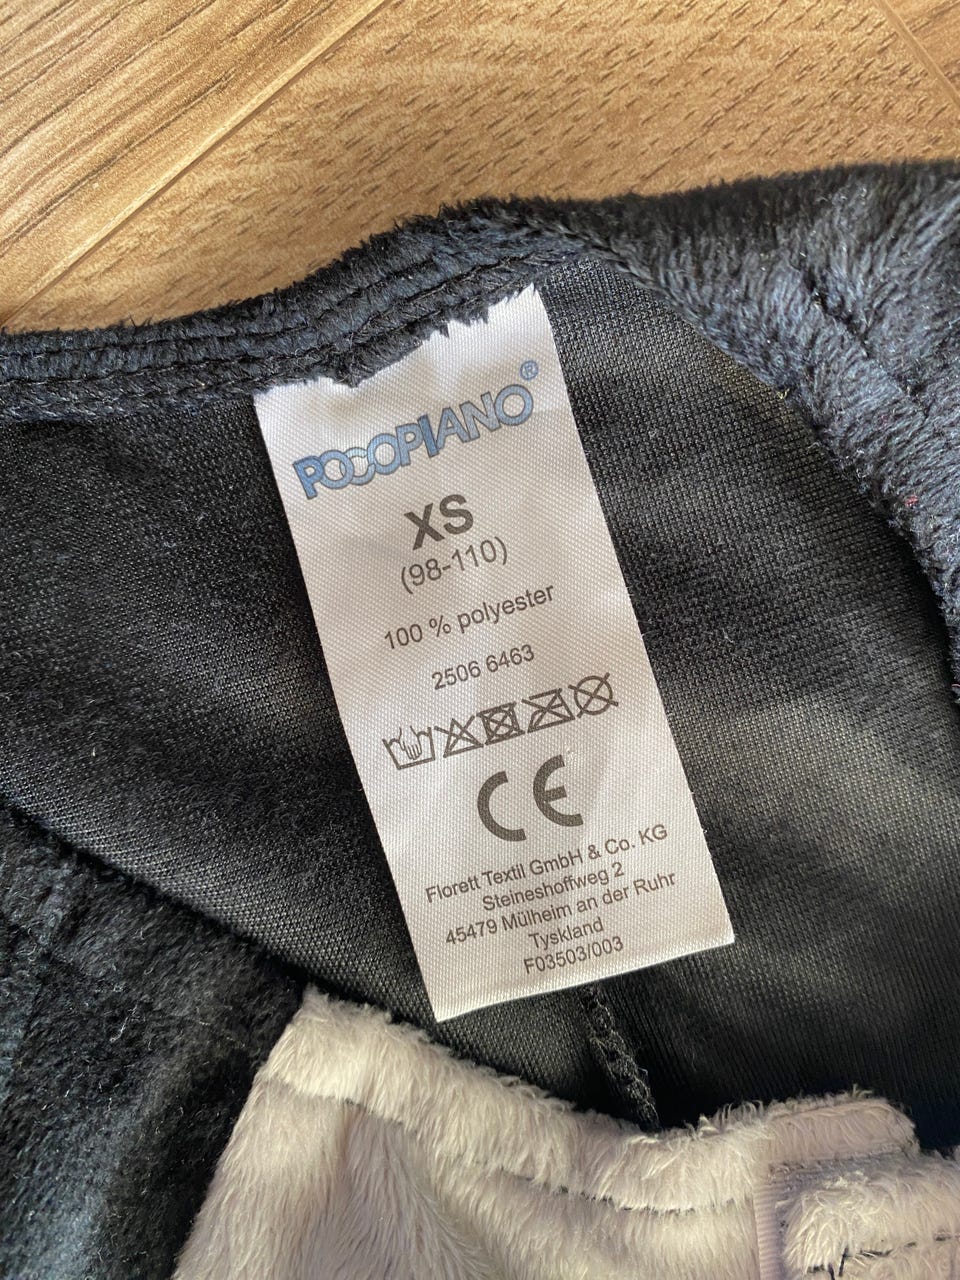 POCOPIANO®
XS
(98-110)
100 % polyester
2506 6463
CE
Florett Textil GmbH & Co. KG
Steineshoffweg 2
45479 Mülheim an der Ruhr
Tyskland
F03503/003